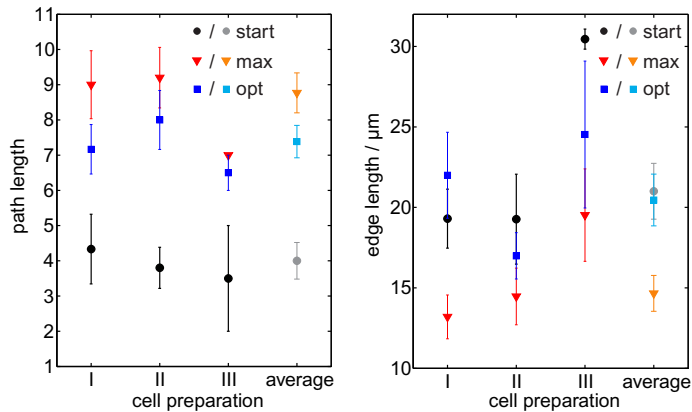 11
10
9
8
7
6
5
4
3
2
1
path length
/ start
/ max
/ opt
I II III average
cell preparation
30
25
20
15
10
edge length / μm
/ start
/ max
/ opt
I II III average
cell preparation